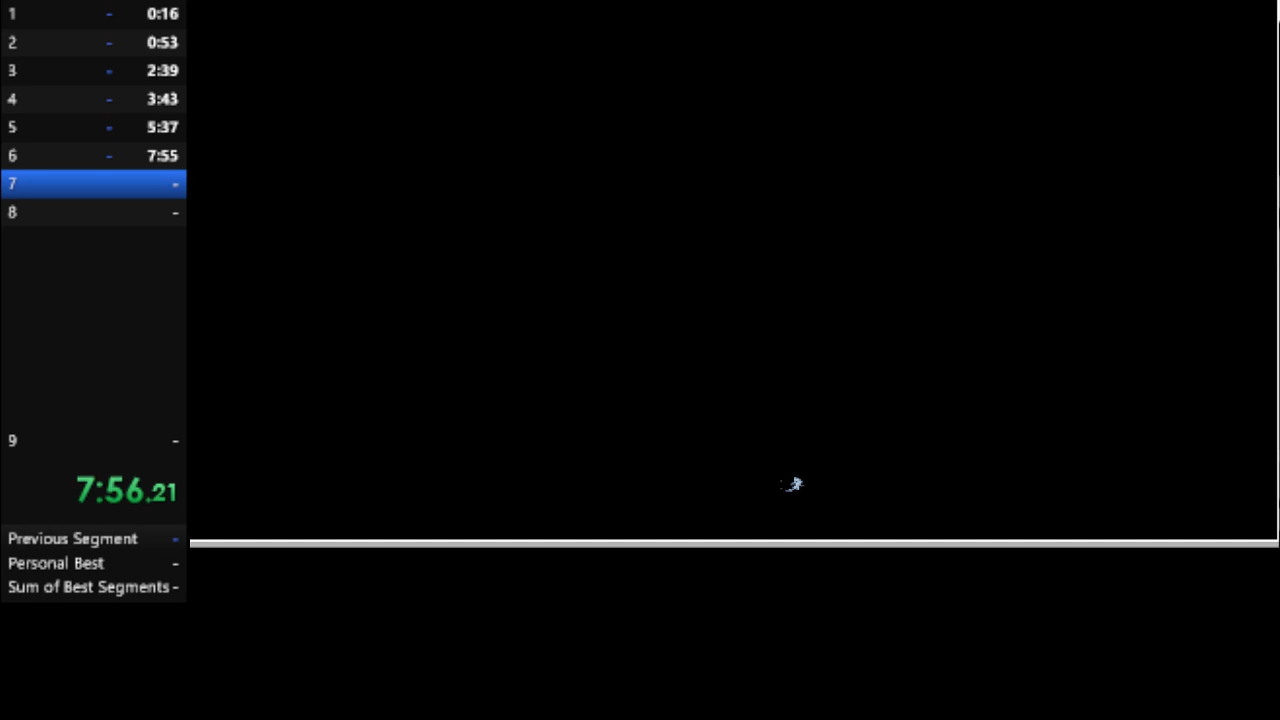 1 - 0:16
2 - 0:53
3 - 2:39
4 - 3:43
5 - 5:37
6 - 7:55
7 -
8 -
9 -
7:56.21
Previous Segment -
Personal Best -
Sum of Best Segments -